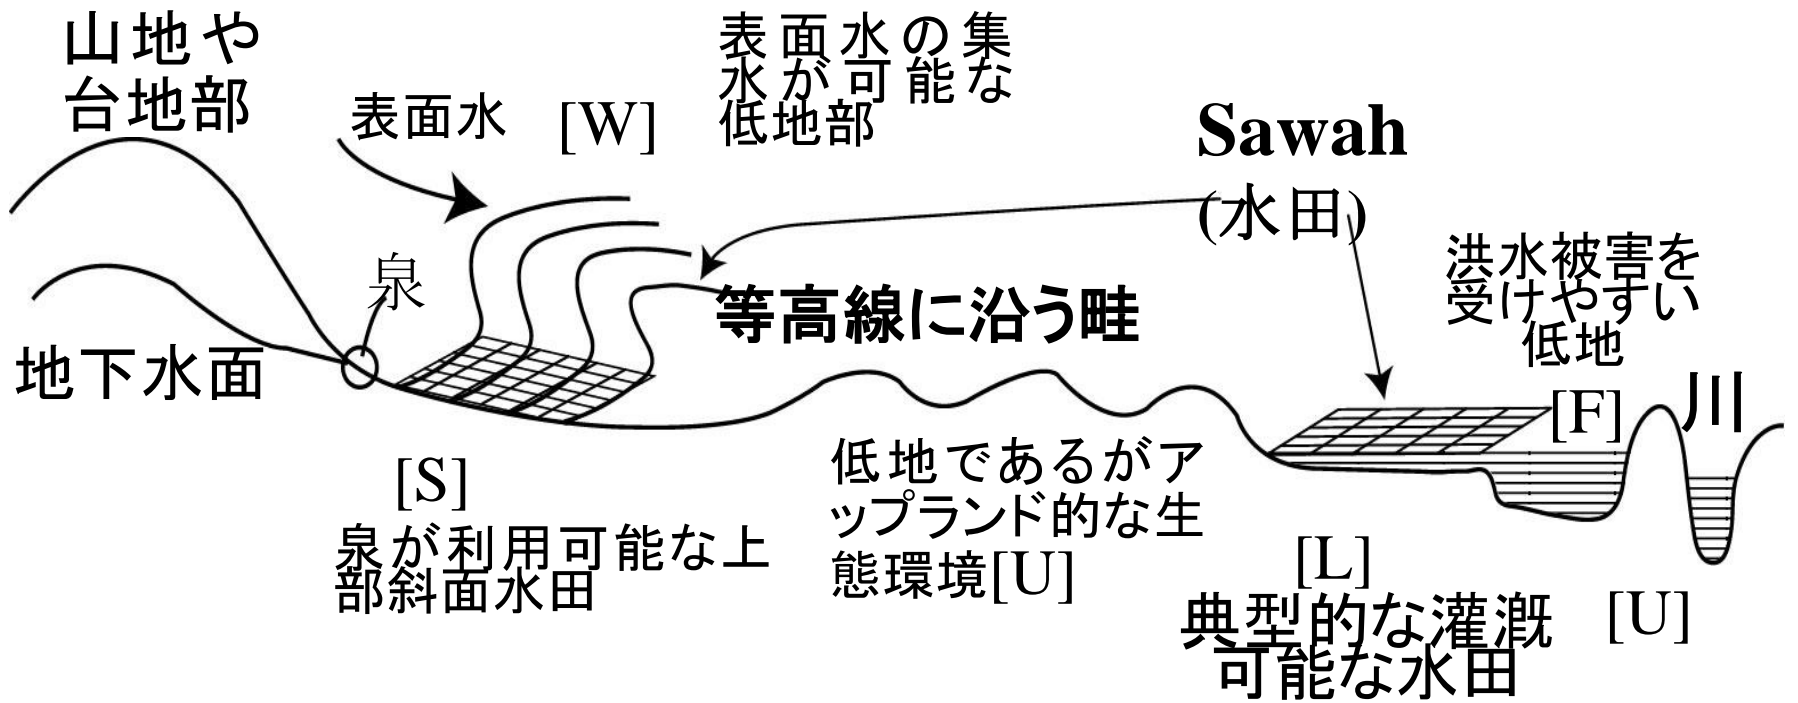 山地や
台地部
表面水
[W]
表面水の集
水が可能な
低地部
Sawah
(水田)
泉
洪水被害を
受けやすい
低地
等高線に沿う畦
地下水面
[F]
川
[S]
泉が利用可能な上
部斜面水田
低地であるがア
ップランド的な生
態環境[U]
[L]
典型的な灌漑
可能な水田
[U]